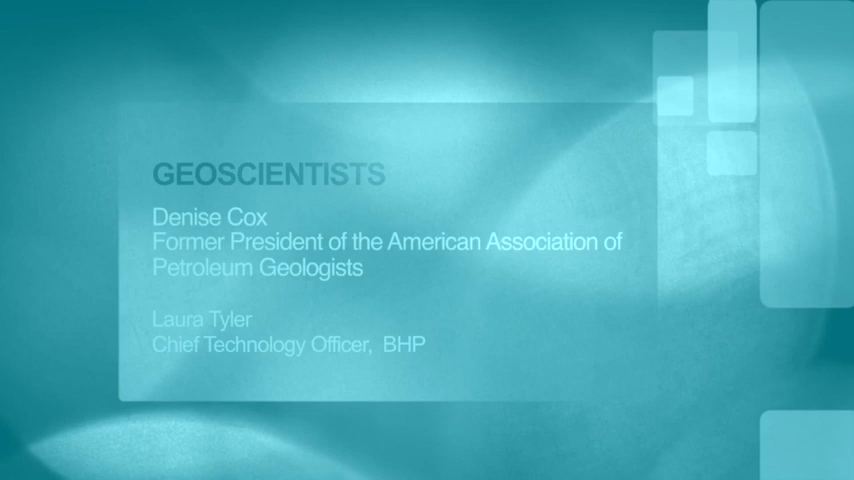 GEOSCIENTISTS
Denise Cox
Former President of the American Association of
Petroleum Geologists
Laura Tyler
Chief Technology Officer, BHP